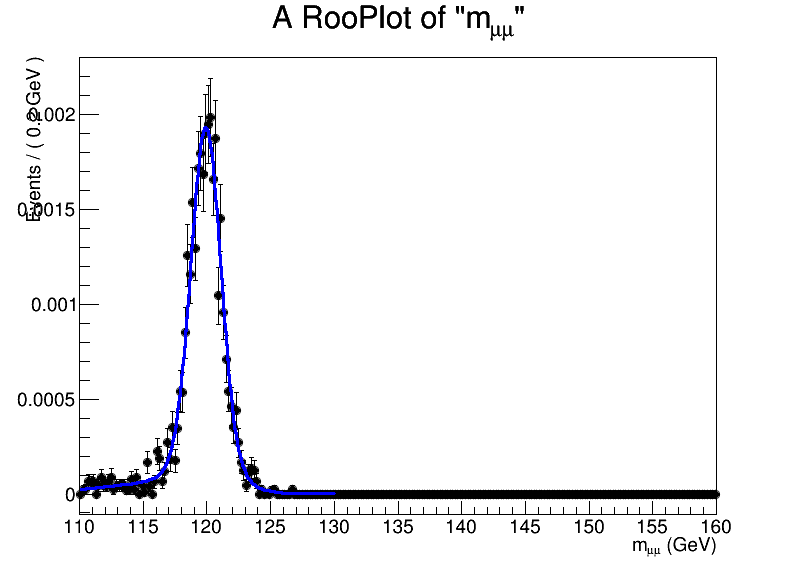 A RooPlot of "mμμ"
Events / ( 0.2 GeV )
0.002
0.0015
0.001
0.0005
0
110 115 120 125 130 135 140 145 150 155 160
mμμ (GeV)